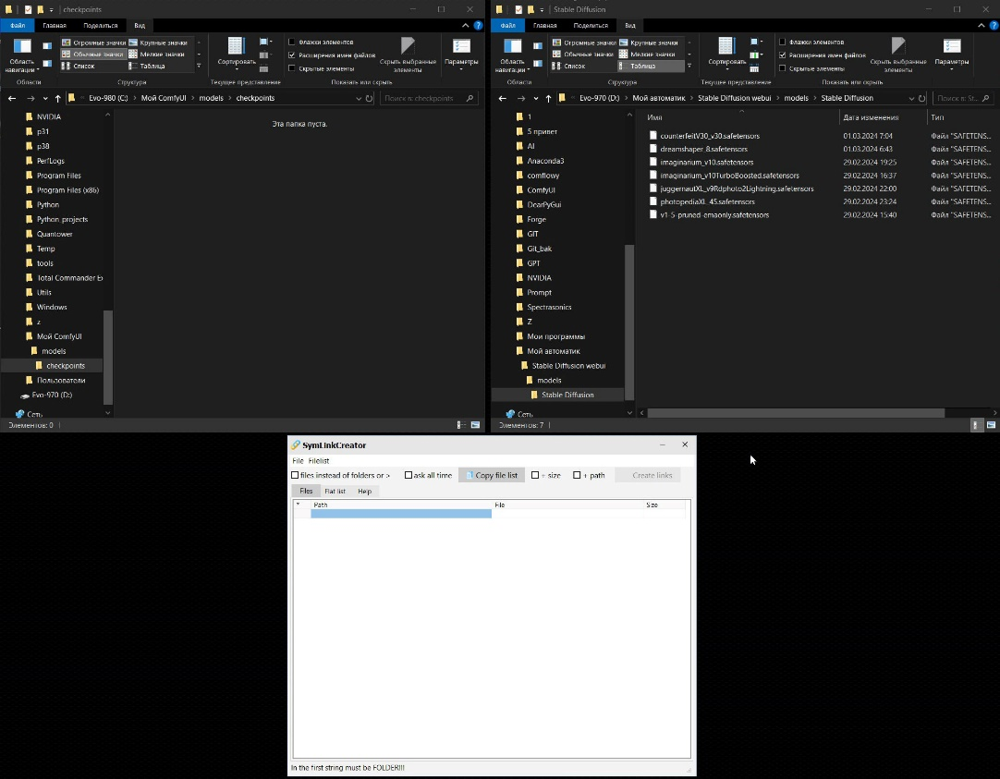 checkpoints
Файл Главная Поделиться Вид
Область навигации
Огромные значки Крупные значки
Обычные значки Мелкие значки
Список Таблица
Сортировать
Флажки элементов
Расширения имен файлов
Скрытые элементы
Скрыть выбранные элементы
Параметры
Области Структура Текущее представление Показать или скрыть
Evo-980 (C:) > Мой ComfyUI > models > checkpoints
Поиск в: checkpoints
NVIDIA
p31
p38
PerfLogs
Program Files
Program Files (x86)
Python
Python_projects
Quantower
Temp
tools
Total Commander E
Utils
Windows
z
Мой ComfyUI
models
checkpoints
Пользователи
Evo-970 (D:)
Сеть
Эта папка пуста.
Элементов: 0
Stable Diffusion
Файл Главная Поделиться Вид
Область навигации
Огромные значки Крупные значки
Обычные значки Мелкие значки
Список Таблица
Сортировать
Флажки элементов
Расширения имен файлов
Скрытые элементы
Скрыть выбранные элементы
Параметры
Области Структура Текущее представление Показать или скрыть
Evo-970 (D:) > Мой автоматик > Stable Diffusion webui > models > Stable Diffusion
Поиск в: St...
1
5 привет
AI
Anaconda3
comflowy
ComfyUI
DearPyGui
Forge
GIT
Git_bak
GPT
NVIDIA
Prompt
Spectrasonics
Z
Мои программы
Мой автоматик
Stable Diffusion webui
models
Stable Diffusion
Сеть
Имя Дата изменения Тип
counterfeitV30_v30.safetensors 01.03.2024 7:04 Файл "SAFETENS...
dreamshaper_8.safetensors 01.03.2024 6:43 Файл "SAFETENS...
imaginarium_v10.safetensors 29.02.2024 19:25 Файл "SAFETENS...
imaginarium_v10TurboBoosted.safetensors 29.02.2024 16:37 Файл "SAFETENS...
juggernautXL_v9Rdphoto2Lightning.safetensors 29.02.2024 22:00 Файл "SAFETENS...
photopediaXL_45.safetensors 29.02.2024 23:24 Файл "SAFETENS...
v1-5-pruned-emaonly.safetensors 29.02.2024 15:40 Файл "SAFETENS...
Элементов: 7
SymLinkCreator
File Filelist
files instead of folders or > ask all time Copy file list + size + path Create links
Files Flat list Help
* Path File Size
In the first string must be FOLDER!!!